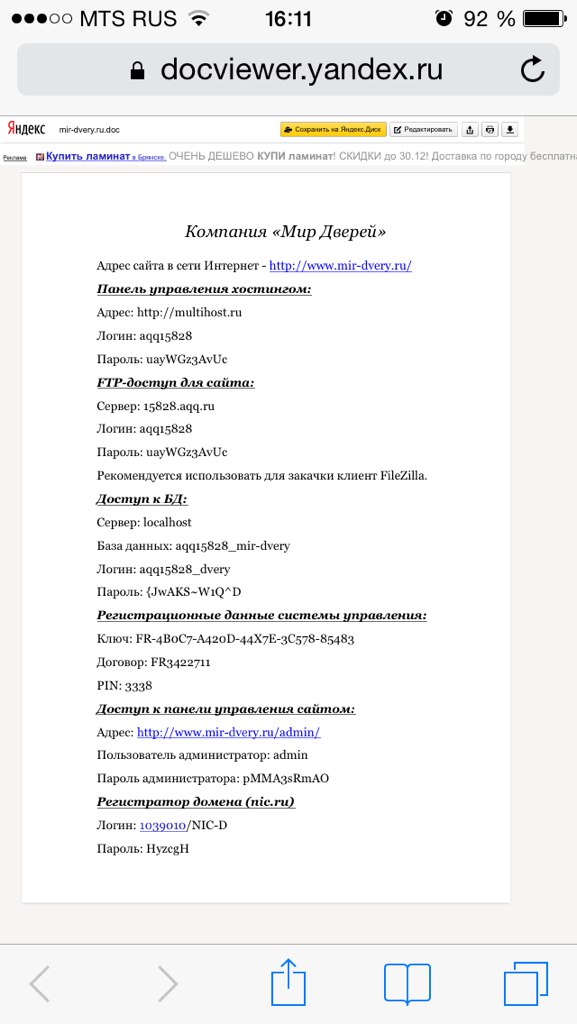 MTS RUS 16:11 92 %
docviewer.yandex.ru
Яндекс mir-dvery.ru.doc Сохранить на Яндекс.Диск Редактировать
Реклама Купить ламинат в Брянске. ОЧЕНЬ ДЕШЕВО КУПИ ламинат! СКИДКИ до 30.12! Доставка по городу бесплатна
Компания «Мир Дверей»
Адрес сайта в сети Интернет - http://www.mir-dvery.ru/
Панель управления хостингом:
Адрес: http://multihost.ru
Логин: aqq15828
Пароль: uayWGz3AvUc
FTP-доступ для сайта:
Сервер: 15828.aqq.ru
Логин: aqq15828
Пароль: uayWGz3AvUc
Рекомендуется использовать для закачки клиент FileZilla.
Доступ к БД:
Сервер: localhost
База данных: aqq15828_mir-dvery
Логин: aqq15828_dvery
Пароль: {JwAKS~W1Q^D
Регистрационные данные системы управления:
Ключ: FR-4B0C7-A420D-44X7E-3C578-85483
Договор: FR3422711
PIN: 3338
Доступ к панели управления сайтом:
Адрес: http://www.mir-dvery.ru/admin/
Пользователь администратор: admin
Пароль администратора: pMMA3sRmAO
Регистратор домена (nic.ru)
Логин: 1039010/NIC-D
Пароль: HyzcgH